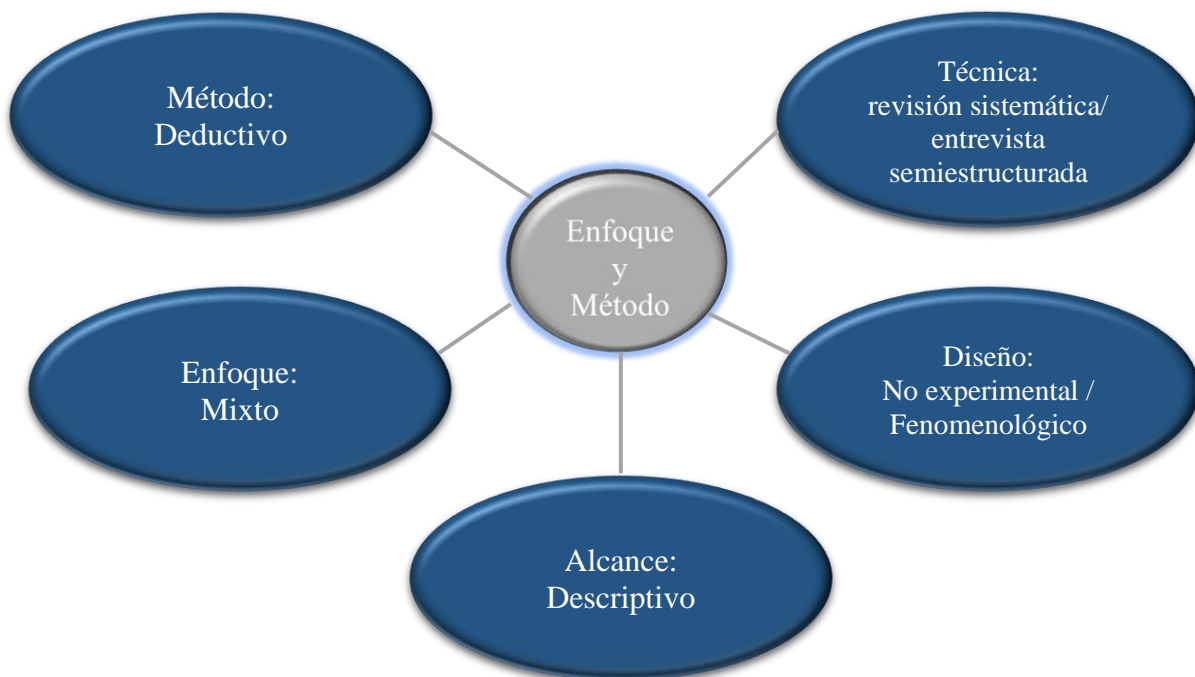 Método:
Deductivo
Técnica:
revisión sistemática/
entrevista
semiestructurada
Enfoque
y
Método
Enfoque:
Mixto
Diseño:
No experimental /
Fenomenológico
Alcance:
Descriptivo